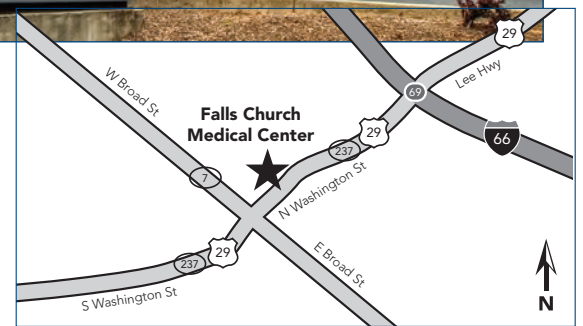 29
Lee Hwy
69
W Broad St
Falls Church
Medical Center
29
237
66
7
N Washington St
29
237
E Broad St
S Washington St
N